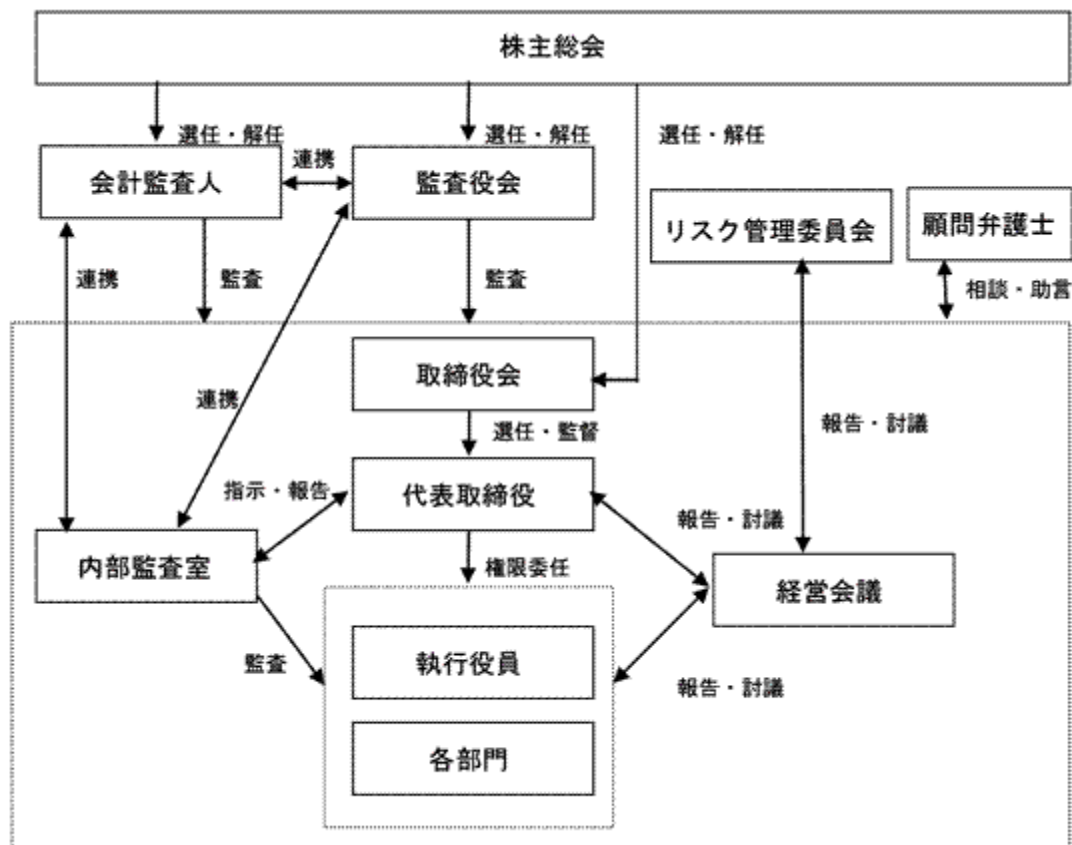 株主総会
選任・解任
選任・解任
選任・解任
会計監査人
連携
監査役会
リスク管理委員会
顧問弁護士
連携
監査
監査
相談・助言
取締役会
連携
選任・監督
報告・討議
指示・報告
代表取締役
報告・討議
内部監査室
権限委任
経営会議
監査
執行役員
報告・討議
各部門